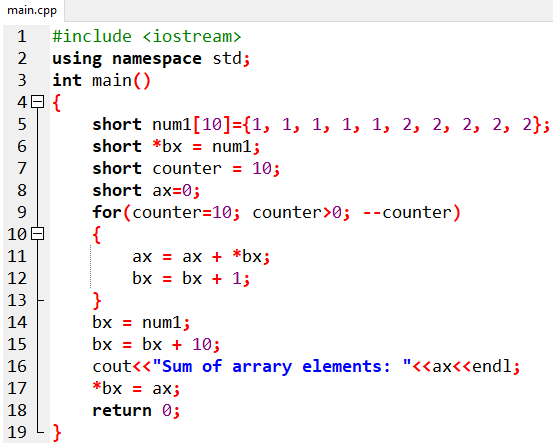 main.cpp
1 #include <iostream>
2 using namespace std;
3 int main()
4 {
5 short num1[10]={1, 1, 1, 1, 1, 2, 2, 2, 2, 2};
6 short *bx = num1;
7 short counter = 10;
8 short ax=0;
9 for(counter=10; counter>0; --counter)
10 {
11 ax = ax + *bx;
12 bx = bx + 1;
13 }
14 bx = num1;
15 bx = bx + 10;
16 cout<<"Sum of arrary elements: "<<ax<<endl;
17 *bx = ax;
18 return 0;
19 }